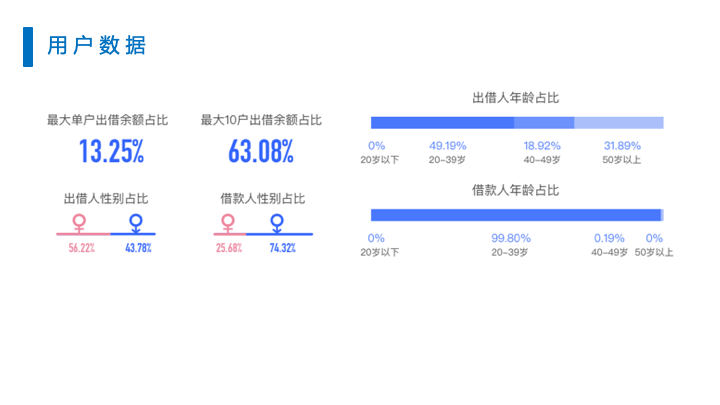 用户数据
最大单户出借余额占比
13.25%
最大10户出借余额占比
63.08%
出借人性别占比
56.22% 43.78%
借款人性别占比
25.68% 74.32%
出借人年龄占比
0% 49.19% 18.92% 31.89%
20岁以下 20-39岁 40-49岁 50岁以上
借款人年龄占比
0% 99.80% 0.19% 0%
20岁以下 20-39岁 40-49岁 50岁以上